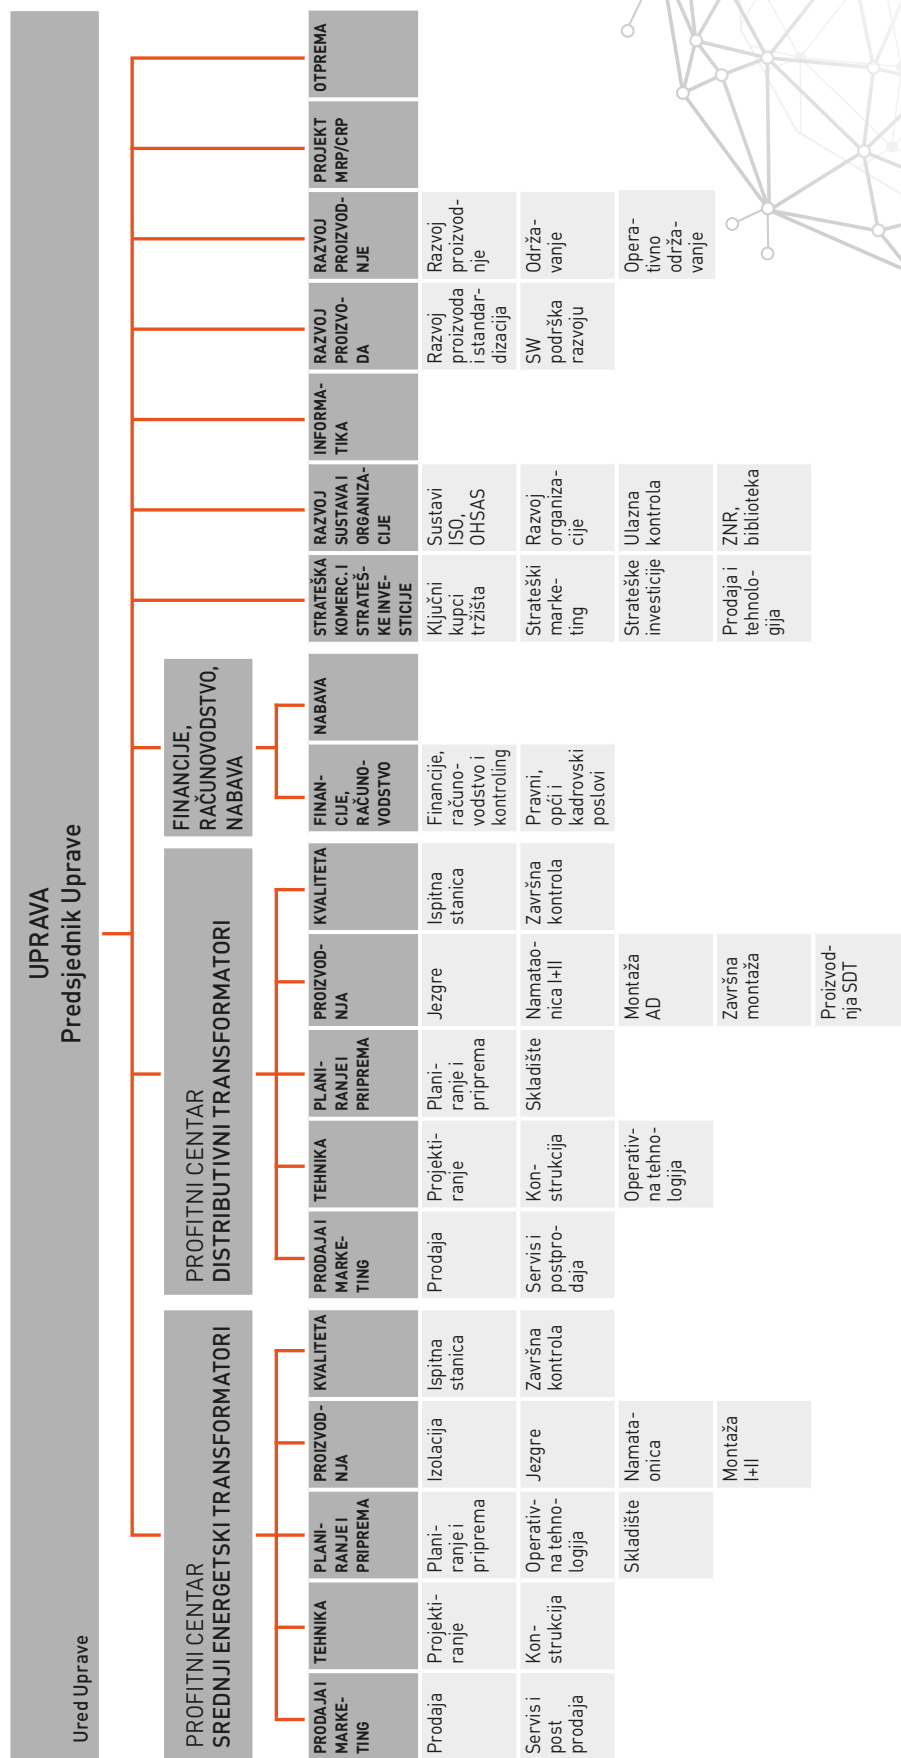 UPRAVA
Predsjednik Uprave
Ured Uprave
PROFITNI CENTAR
SREDNJI ENERGETSKI TRANSFORMATORI
PRODAJA I
MARKE-
TING
Prodaja
Servis i
post
prodaja
TEHNIKA
Projekti-
ranje
Kon-
strukcija
PLANI-
RANJE I
PRIPREMA
Plani-
ranje i
priprema
Operativ-
na tehno-
logija
Skladište
PROIZVOD-
NJA
Izolacija
Jezgre
Namata-
onica
Montaža
I+II
KVALITETA
Ispitna
stanica
Završna
kontrola
PROFITNI CENTAR
DISTRIBUTIVNI TRANSFORMATORI
PRODAJA I
MARKE-
TING
Prodaja
Servis i
postpro-
daja
TEHNIKA
Projekti-
ranje
Kon-
strukcija
Operativ-
na tehno-
logija
PLANI-
RANJE I
PRIPREMA
Plani-
ranje i
priprema
Skladište
PROIZVOD-
NJA
Jezgre
Namatao-
nica I+II
Montaža
AD
Završna
montaža
Proizvod-
nja SDT
KVALITETA
Ispitna
stanica
Završna
kontrola
FINANCIJE,
RAČUNOVODSTVO,
NABAVA
FINAN-
CIJE,
RAČUNO-
VODSTVO
Financije,
računo-
vodstvo i
kontroling
Pravni,
opći i
kadrovski
poslovi
NABAVA
STRATEŠKA
KOMERC. I
STRATEŠ-
KE INVE-
STICIJE
Ključni
kupci
tržišta
Strateški
marke-
ting
Strateške
investicije
Prodaja i
tehnolo-
gija
RAZVOJ
SUSTAVA I
ORGANIZA-
CIJE
Sustavi
ISO,
OHSAS
Razvoj
organiza-
cije
Ulazna
kontrola
ZNR,
biblioteka
INFORMA-
TIKA
RAZVOJ
PROIZVO-
DA
Razvoj
proizvoda
i standar-
dizacija
SW
podrška
razvoju
RAZVOJ
PROIZVOD-
NJE
Razvoj
proizvod-
nje
Održa-
vanje
Opera-
tivno
održa-
vanje
PROJEKT
MRP/CRP
OTPREMA